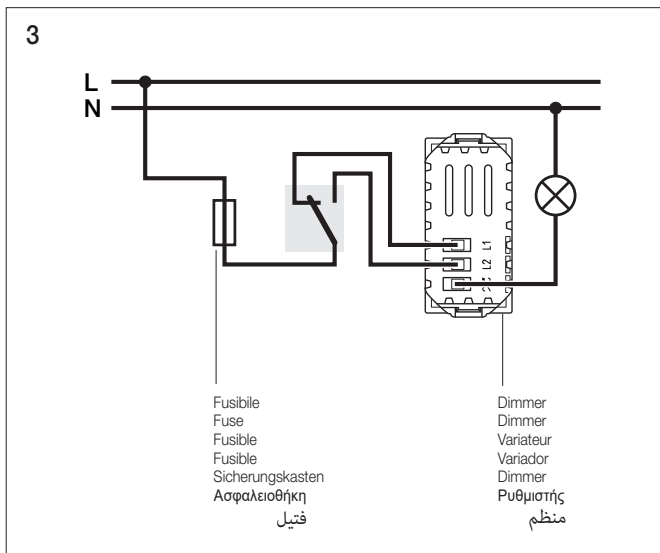 3
L
N
L1
L2
Fusibile
Fuse
Fusible
Fusible
Sicherungskasten
Ασφαλειοθήκη
فتيل
Dimmer
Dimmer
Variateur
Variador
Dimmer
Ρυθμιστής
منظم